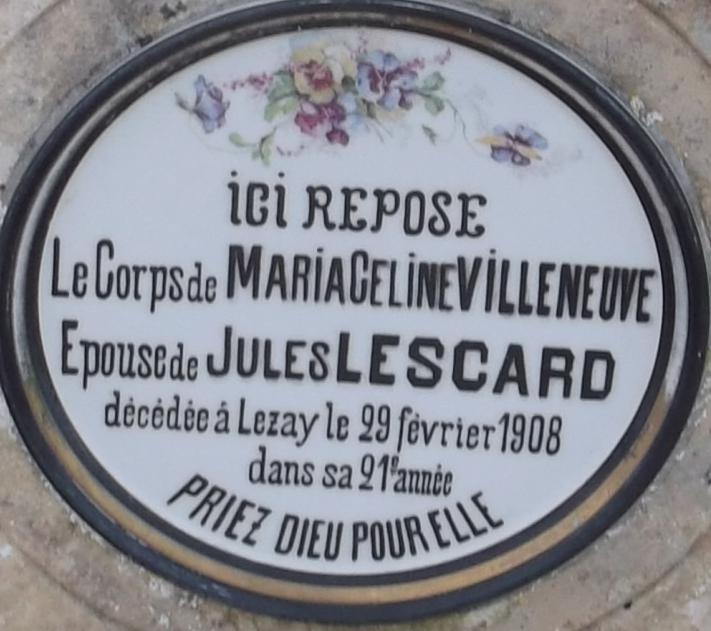 ici REPOSE
Le Corps de MARIA CELINE VILLENEUVE
Epouse de JULES LESCARD
décédée á Lezay le 29 février 1908
dans sa 21e année
PRIEZ DIEU POUR ELLE